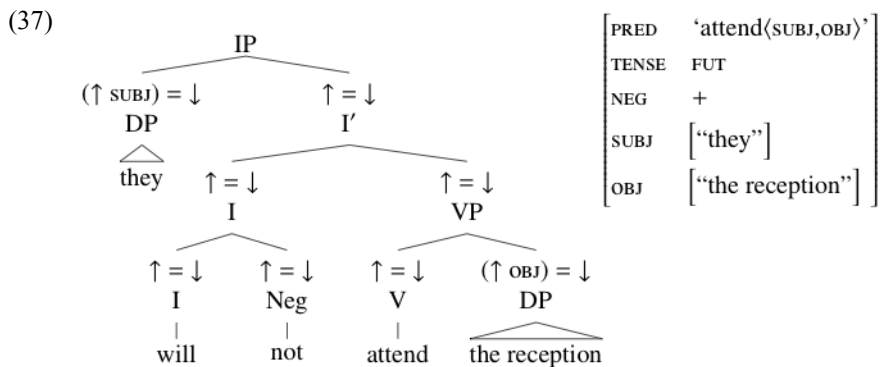 (37)
IP
(↑ SUBJ) = ↓ ↑ = ↓
DP I′
they ↑ = ↓ ↑ = ↓
I VP
↑ = ↓ ↑ = ↓ ↑ = ↓ (↑ OBJ) = ↓
I Neg V DP
will not attend the reception
PRED ‘attend⟨SUBJ,OBJ⟩’
TENSE FUT
NEG +
SUBJ [“they”]
OBJ [“the reception”]